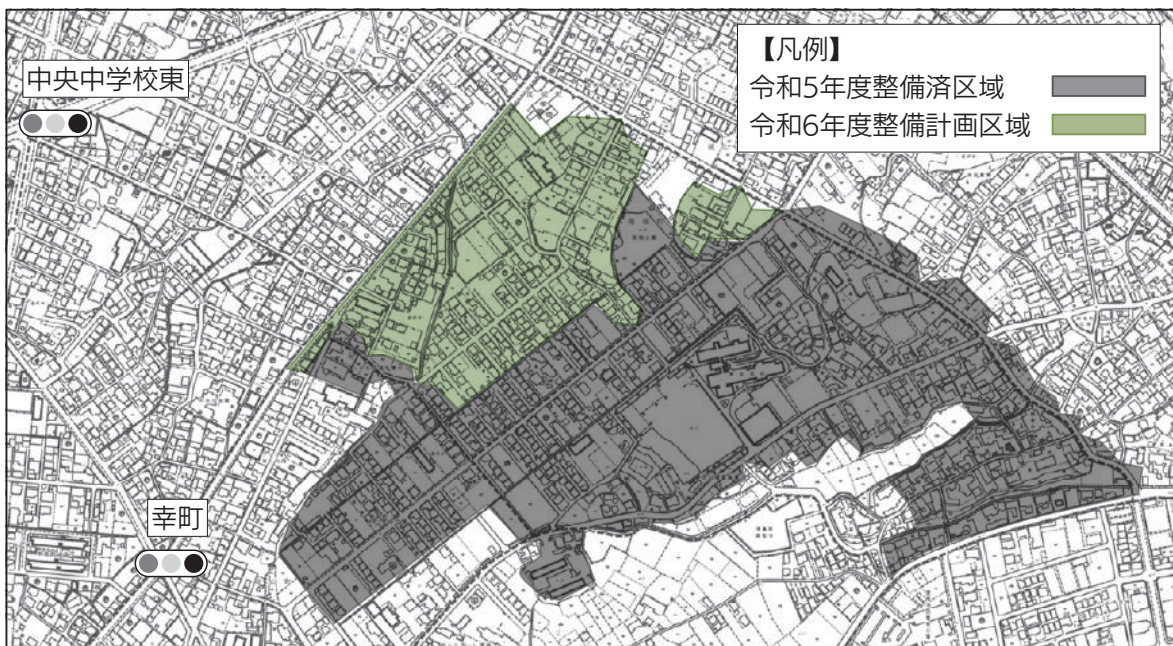 中央中学校東
【凡例】
令和5年度整備済区域
令和6年度整備計画区域
幸町